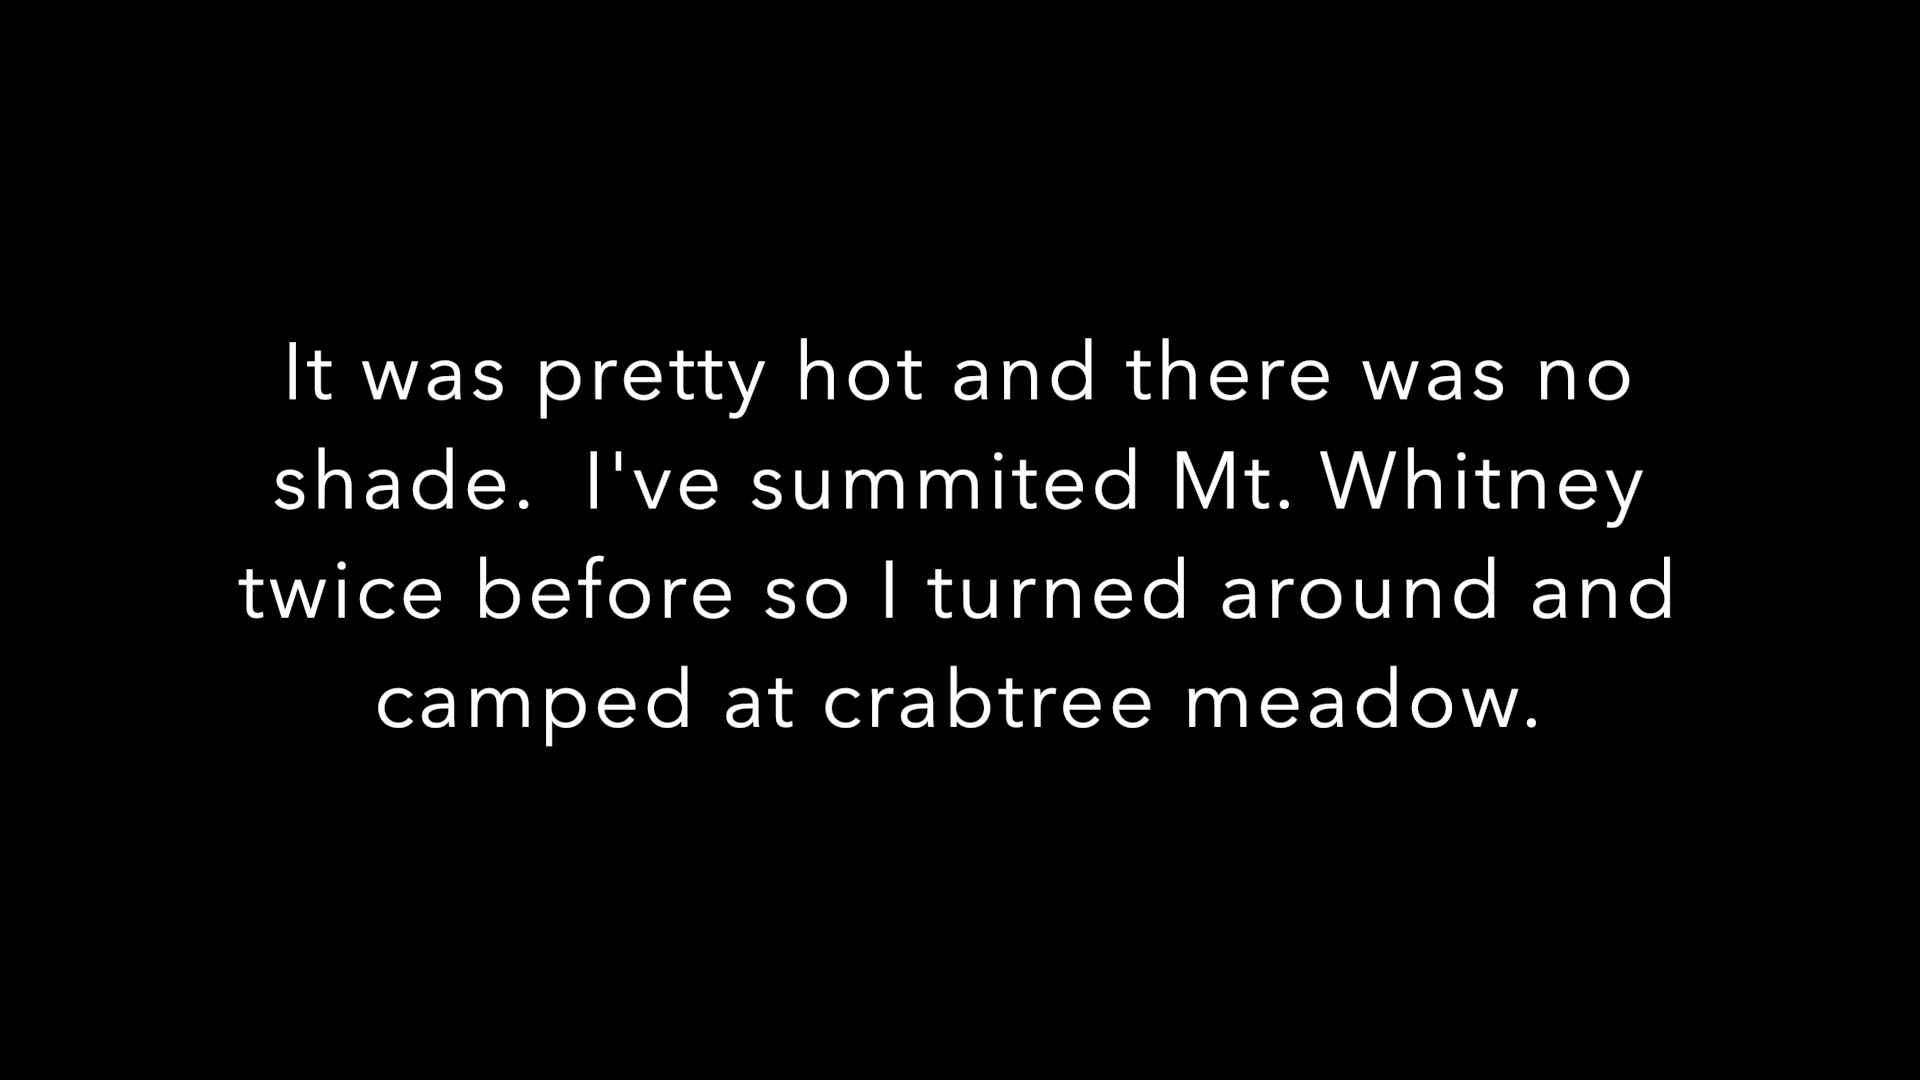 It was pretty hot and there was no
shade.  I've summited Mt. Whitney
twice before so I turned around and
camped at crabtree meadow.